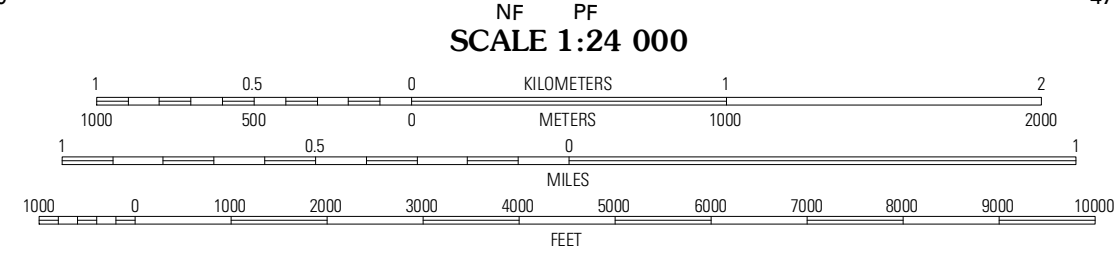 NF PF
SCALE 1:24 000
1 0.5 0 KILOMETERS 1 2
1000 500 0 METERS 1000 2000
1 0.5 0 1
MILES
1000 0 1000 2000 3000 4000 5000 6000 7000 8000 9000 10000
FEET